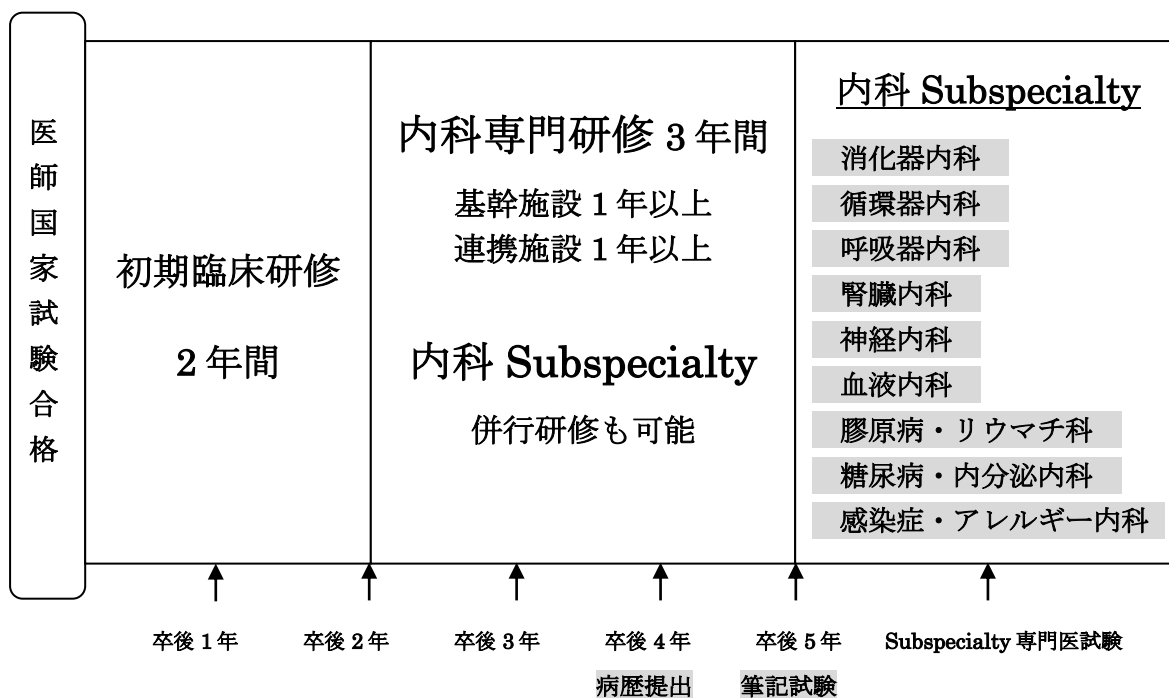 医師国家試験合格
初期臨床研修
2年間
内科専門研修 3 年間
基幹施設 1 年以上
連携施設 1 年以上
内科 Subspecialty
併行研修も可能
内科 Subspecialty
消化器内科
循環器内科
呼吸器内科
腎臓内科
神経内科
血液内科
膠原病・リウマチ科
糖尿病・内分泌内科
感染症・アレルギー内科
卒後 1 年
卒後 2 年
卒後 3 年
卒後 4 年
卒後 5 年
Subspecialty 専門医試験
病歴提出
筆記試験